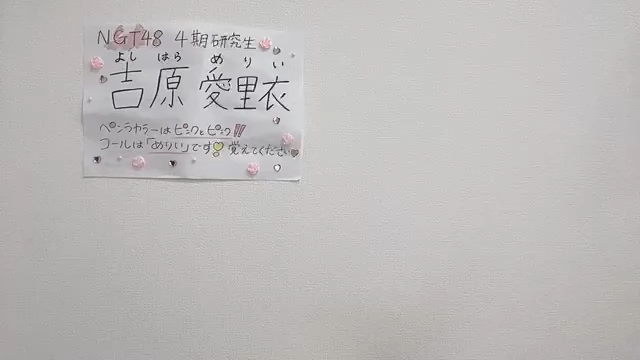 NGT48 4期研究生
よし はら めりい
吉原 愛里衣
ペンラカラーはピンクとピンク!!
コールは「めりい」です 覚えてください